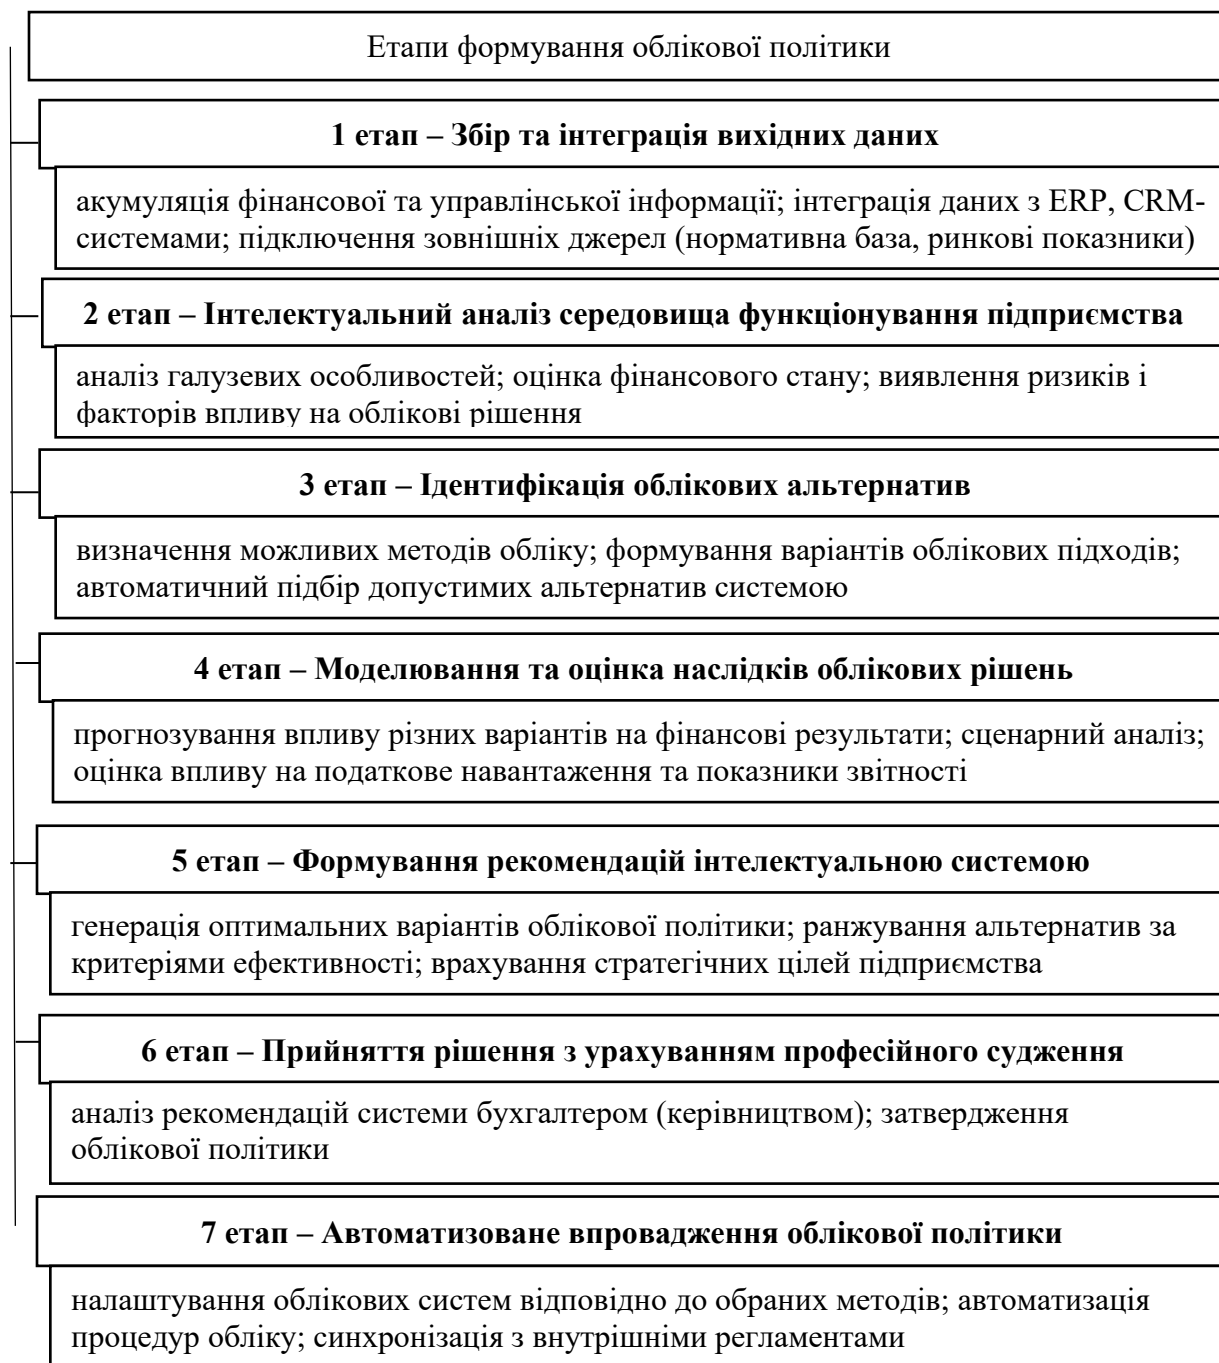 Етапи формування облікової політики
1 етап – Збір та інтеграція вихідних даних
акумуляція фінансової та управлінської інформації; інтеграція даних з ERP, CRM-
системами; підключення зовнішніх джерел (нормативна база, ринкові показники)
2 етап – Інтелектуальний аналіз середовища функціонування підприємства
аналіз галузевих особливостей; оцінка фінансового стану; виявлення ризиків і
факторів впливу на облікові рішення
3 етап – Ідентифікація облікових альтернатив
визначення можливих методів обліку; формування варіантів облікових підходів;
автоматичний підбір допустимих альтернатив системою
4 етап – Моделювання та оцінка наслідків облікових рішень
прогнозування впливу різних варіантів на фінансові результати; сценарний аналіз;
оцінка впливу на податкове навантаження та показники звітності
5 етап – Формування рекомендацій інтелектуальною системою
генерація оптимальних варіантів облікової політики; ранжування альтернатив за
критеріями ефективності; врахування стратегічних цілей підприємства
6 етап – Прийняття рішення з урахуванням професійного судження
аналіз рекомендацій системи бухгалтером (керівництвом); затвердження
облікової політики
7 етап – Автоматизоване впровадження облікової політики
налаштування облікових систем відповідно до обраних методів; автоматизація
процедур обліку; синхронізація з внутрішніми регламентами